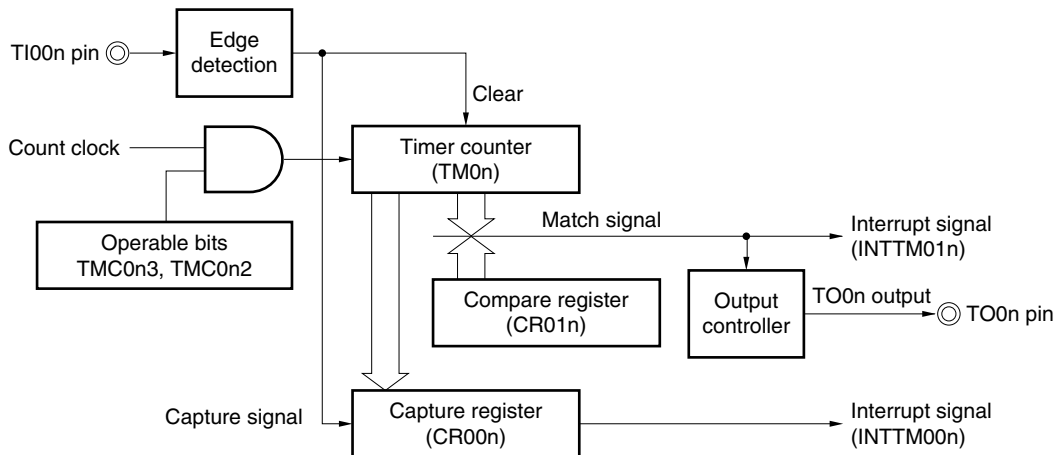 TI00n pin
Edge
detection
Clear
Count clock
Timer counter
(TM0n)
Operable bits
TMC0n3, TMC0n2
Match signal
Interrupt signal
(INTTM01n)
Compare register
(CR01n)
Output
controller
TO0n output
TO0n pin
Capture signal
Capture register
(CR00n)
Interrupt signal
(INTTM00n)